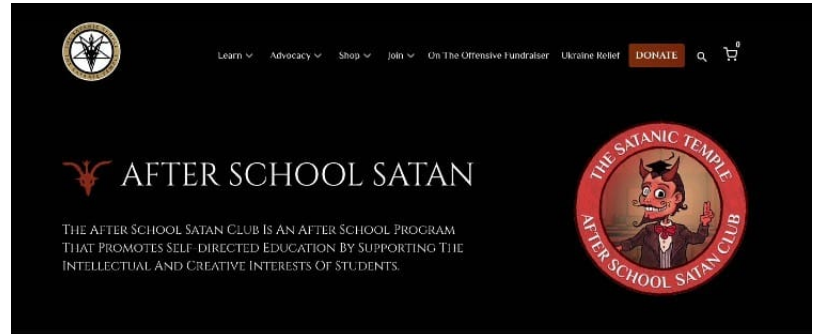 Learn Advocacy Shop Join On The Offensive Fundraiser Ukraine Relief DONATE 0
AFTER SCHOOL SATAN
THE AFTER SCHOOL SATAN CLUB IS AN AFTER SCHOOL PROGRAM
THAT PROMOTES SELF-DIRECTED EDUCATION BY SUPPORTING THE
INTELLECTUAL AND CREATIVE INTERESTS OF STUDENTS.
THE SATANIC TEMPLE
AFTER SCHOOL SATAN CLUB